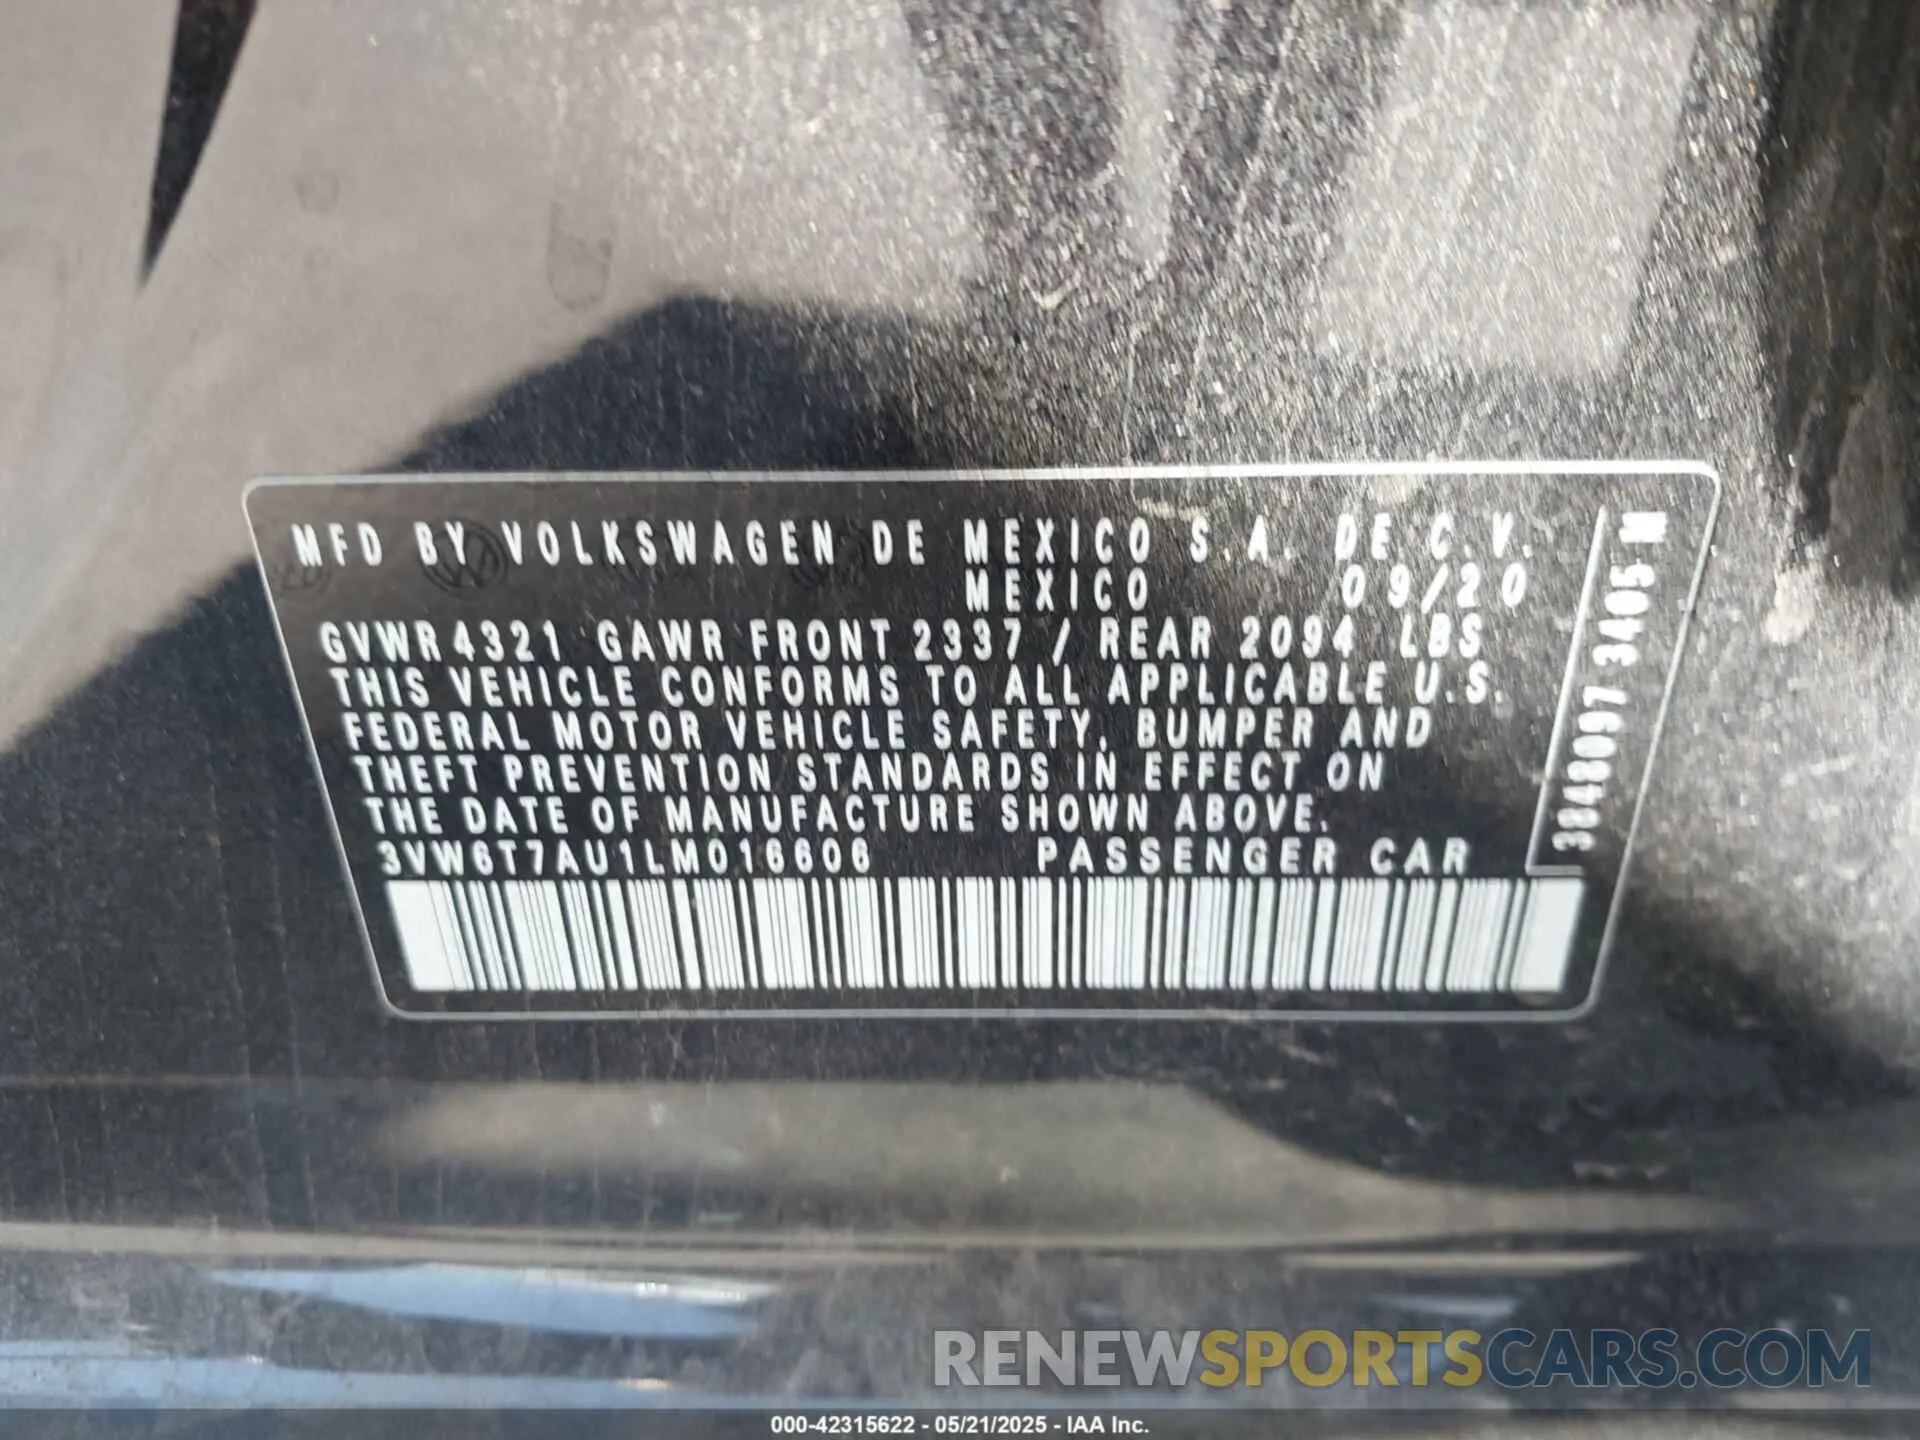 MFD BY VOLKSWAGEN DE MEXICO S.A. DE C.V.
MEXICO 09/20
GVWR 4321 GAWR FRONT 2337 / REAR 2094 LBS
THIS VEHICLE CONFORMS TO ALL APPLICABLE U.S.
FEDERAL MOTOR VEHICLE SAFETY, BUMPER AND
THEFT PREVENTION STANDARDS IN EFFECT ON
THE DATE OF MANUFACTURE SHOWN ABOVE.
3VW6T7AU1LM016606 PASSENGER CAR
3848097 3405 M
RENEWSPORTSCARS.COM
000-42315622 - 05/21/2025 - IAA Inc.